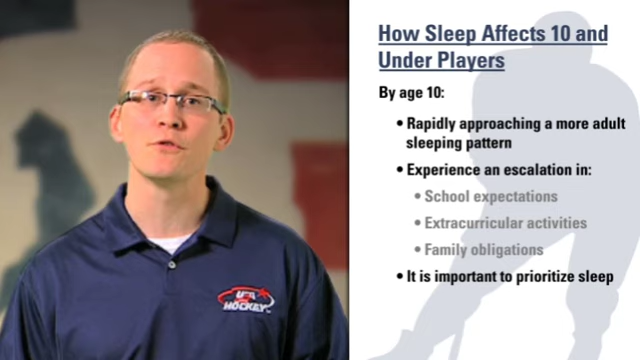 How Sleep Affects 10 and
Under Players
By age 10:
• Rapidly approaching a more adult
sleeping pattern
• Experience an escalation in:
• School expectations
• Extracurricular activities
• Family obligations
• It is important to prioritize sleep
USA
HOCKEY